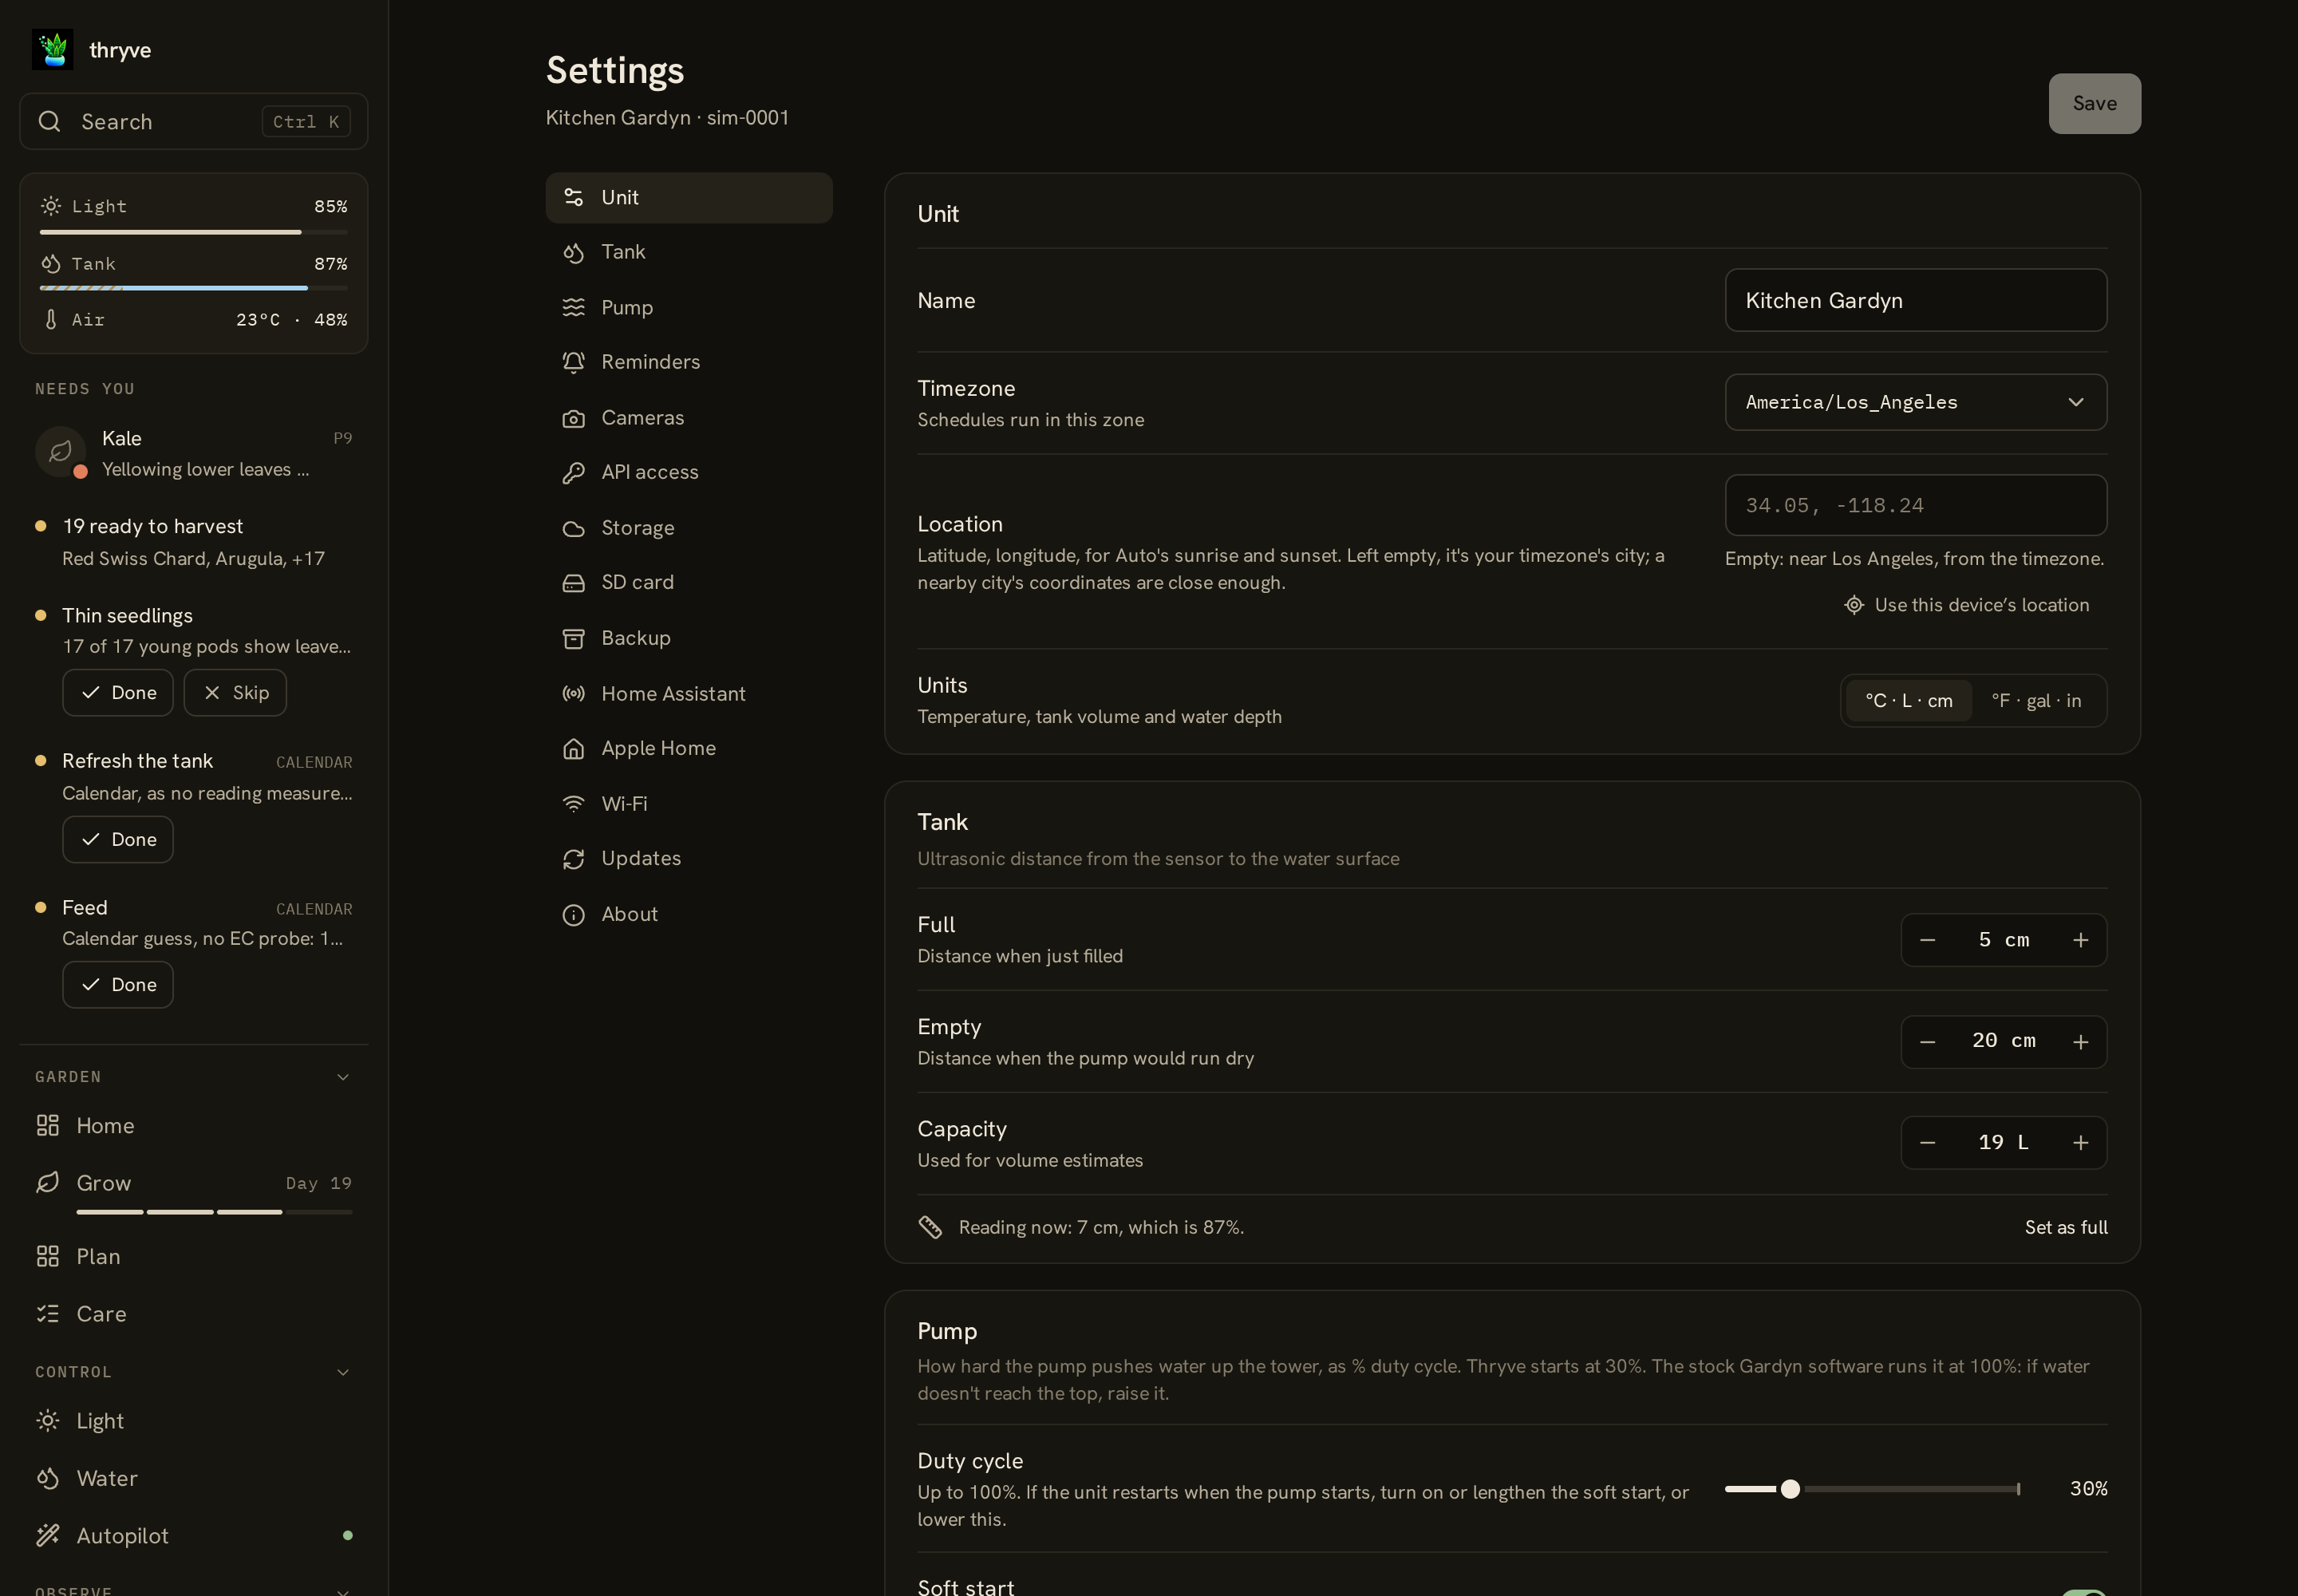 thryve
Search
Ctrl K
Light 85%
Tank 87%
Air 23°C · 48%
NEEDS YOU
Kale P9
Yellowing lower leaves ...
19 ready to harvest
Red Swiss Chard, Arugula, +17
Thin seedlings
17 of 17 young pods show leave...
Done Skip
Refresh the tank CALENDAR
Calendar, as no reading measure...
Done
Feed CALENDAR
Calendar guess, no EC probe: 1...
Done
GARDEN
Home
Grow Day 19
Plan
Care
CONTROL
Light
Water
Autopilot
OBSERVE
Settings
Kitchen Gardyn · sim-0001
Save
Unit
Tank
Pump
Reminders
Cameras
API access
Storage
SD card
Backup
Home Assistant
Apple Home
Wi-Fi
Updates
About
Unit
Name
Kitchen Gardyn
Timezone
Schedules run in this zone
America/Los_Angeles
Location
Latitude, longitude, for Auto's sunrise and sunset. Left empty, it's your timezone's city; a
nearby city's coordinates are close enough.
34.05, -118.24
Empty: near Los Angeles, from the timezone.
Use this device’s location
Units
Temperature, tank volume and water depth
°C · L · cm °F · gal · in
Tank
Ultrasonic distance from the sensor to the water surface
Full
Distance when just filled
5 cm
Empty
Distance when the pump would run dry
20 cm
Capacity
Used for volume estimates
19 L
Reading now: 7 cm, which is 87%.
Set as full
Pump
How hard the pump pushes water up the tower, as % duty cycle. Thryve starts at 30%. The stock Gardyn software runs it at 100%: if water
doesn't reach the top, raise it.
Duty cycle
Up to 100%. If the unit restarts when the pump starts, turn on or lengthen the soft start, or
lower this.
30%
Soft start